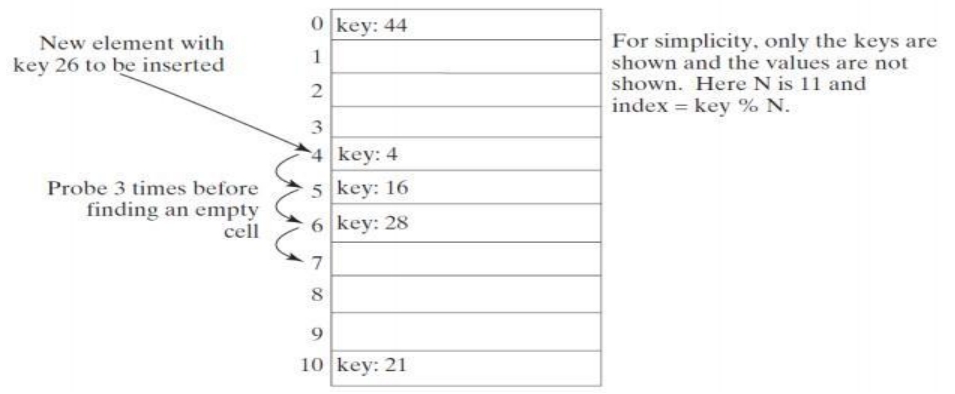 New element with
key 26 to be inserted
0 key: 44
1
2
3
4 key: 4
5 key: 16
6 key: 28
7
8
9
10 key: 21
Probe 3 times before
finding an empty
cell
For simplicity, only the keys are
shown and the values are not
shown. Here N is 11 and
index = key % N.